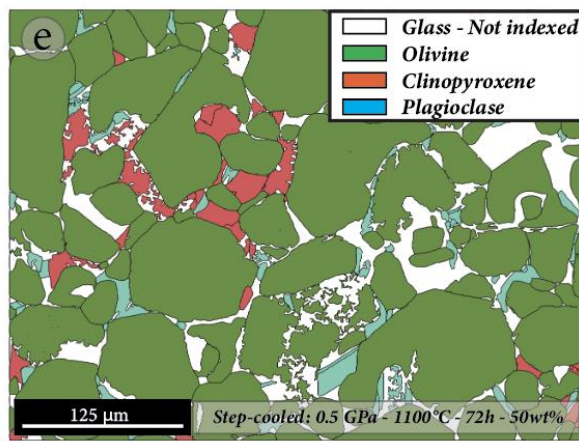 e
Glass - Not indexed
Olivine
Clinopyroxene
Plagioclase
125 µm
Step-cooled: 0.5 GPa - 1100°C - 72h - 50wt%